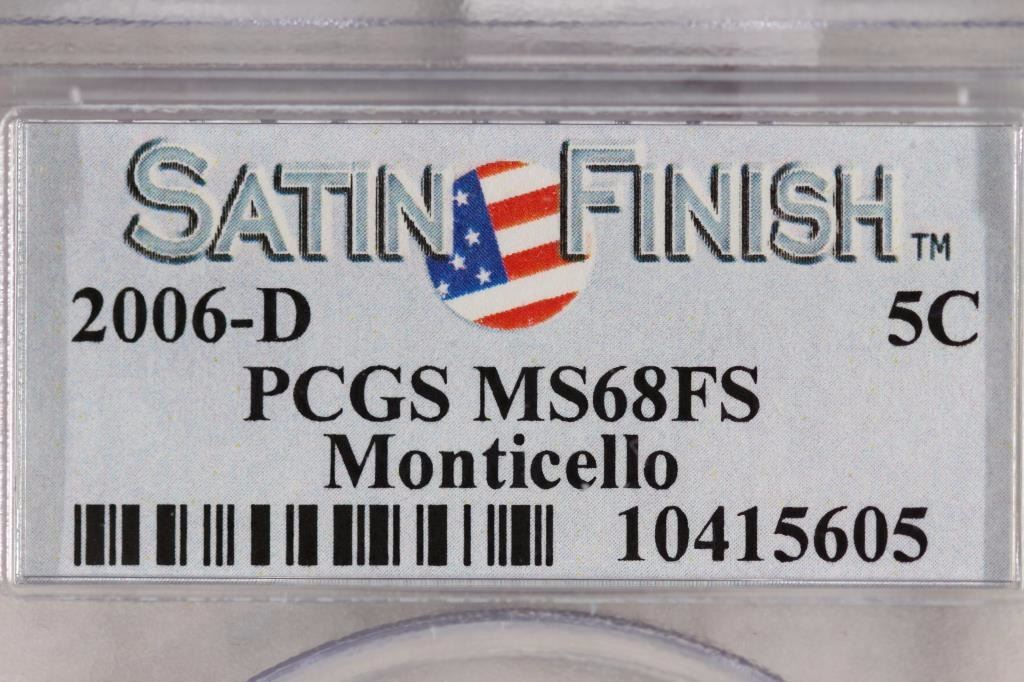 SATIN FINISH™
2006-D 5C
PCGS MS68FS
Monticello
10415605